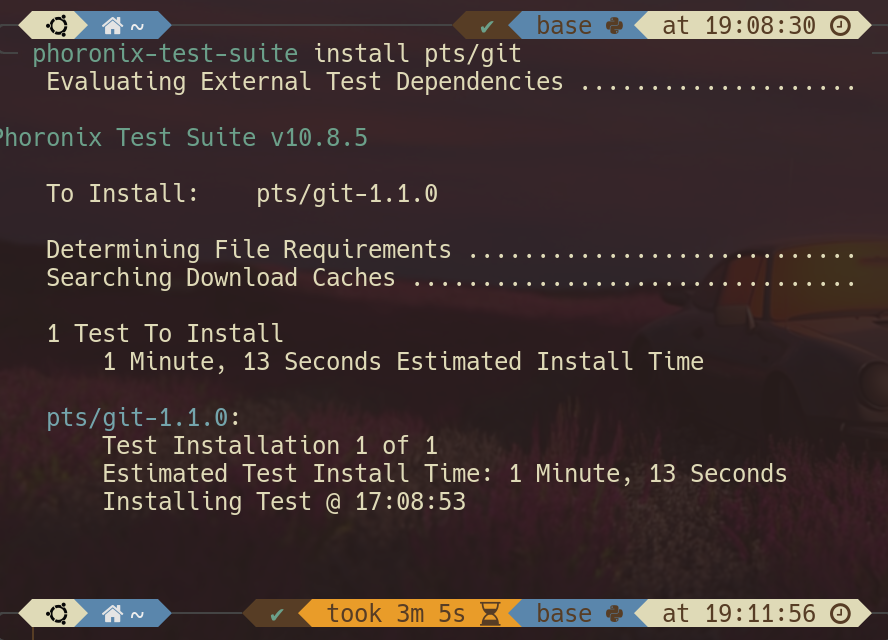 ~ ✔ base at 19:08:30
phoronix-test-suite install pts/git
Evaluating External Test Dependencies ....................
Phoronix Test Suite v10.8.5
To Install: pts/git-1.1.0
Determining File Requirements ............................
Searching Download Caches ................................
1 Test To Install
1 Minute, 13 Seconds Estimated Install Time
pts/git-1.1.0:
Test Installation 1 of 1
Estimated Test Install Time: 1 Minute, 13 Seconds
Installing Test @ 17:08:53
~ ✔ took 3m 5s base at 19:11:56